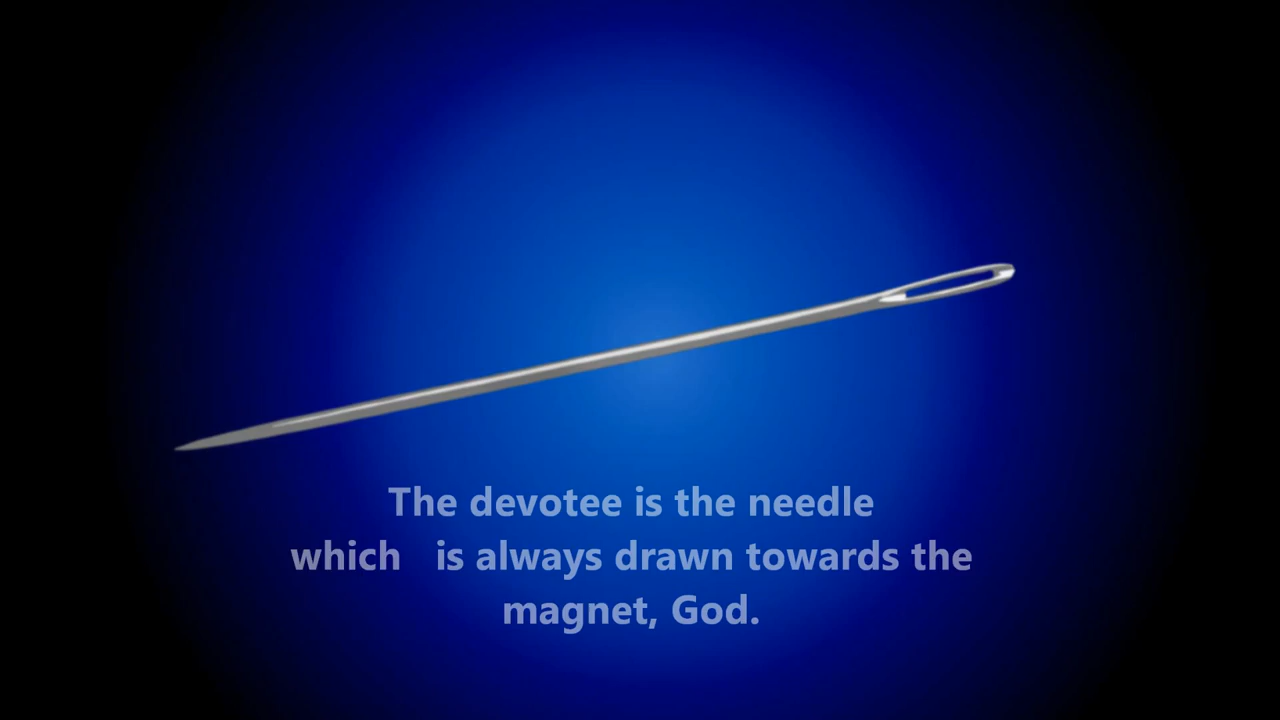 The devotee is the needle
which is always drawn towards the
magnet, God.